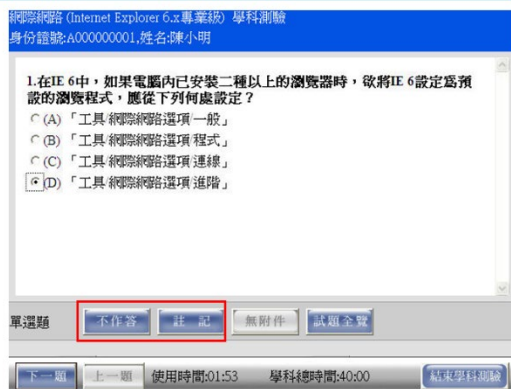 網際網路 (Internet Explorer 6.x專業級) 學科測驗
身份證號:A000000001,姓名:陳小明
1.在IE 6中，如果電腦內已安裝二種以上的瀏覽器時，欲將IE 6設定為預
設的瀏覽程式，應從下列何處設定？
(A) 「工具/網際網路選項/一般」
(B) 「工具/網際網路選項/程式」
(C) 「工具/網際網路選項/連線」
(D) 「工具/網際網路選項/進階」
單選題 不作答 註 記 無附件 試題全覽
下一題 上一題 使用時間:01:53 學科總時間:40:00 結束學科測驗